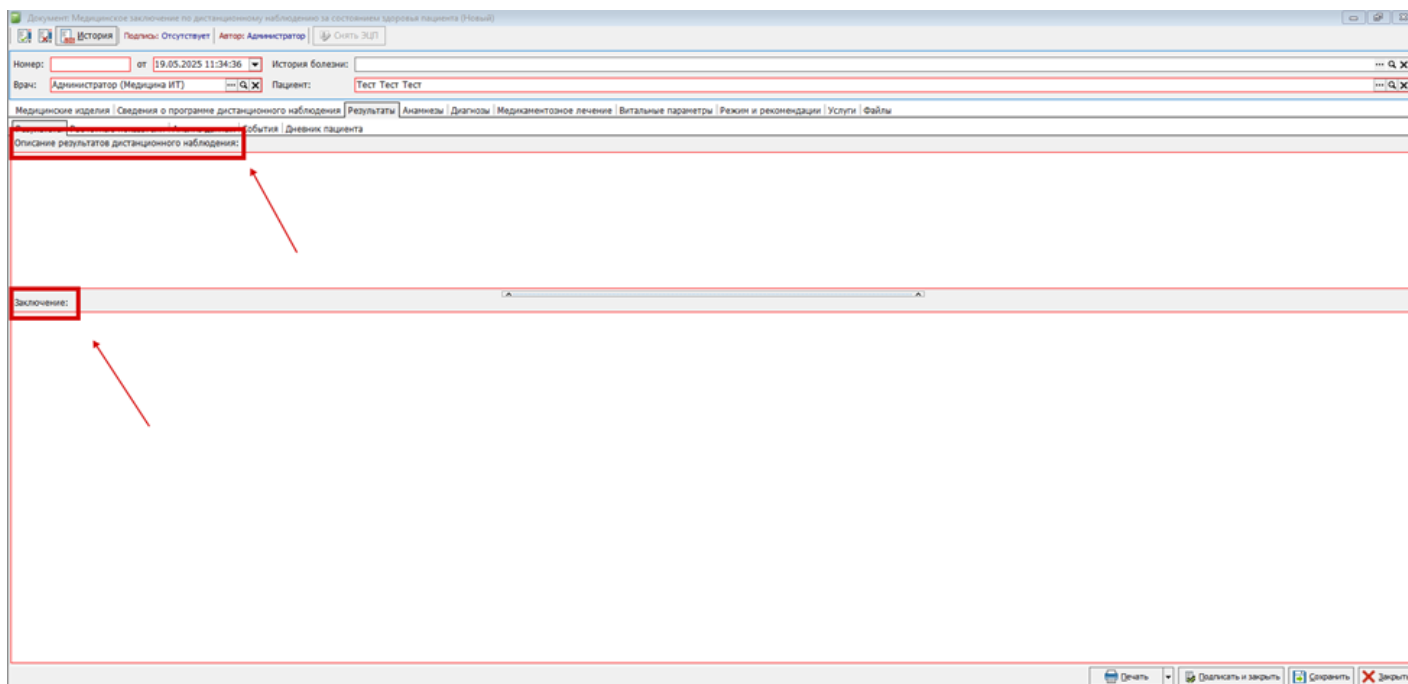 Документ: Медицинское заключение по дистанционному наблюдению за состоянием здоровья пациента (Новый)
История Подпись: Отсутствует Автор: Администратор Снять ЭЦП
Номер: от 19.05.2025 11:34:36 История болезни:
Врач: Администратор (Медицина ИТ) Пациент: Тест Тест Тест
Медицинские изделия Сведения о программе дистанционного наблюдения Результаты Анамнезы Диагнозы Медикаментозное лечение Витальные параметры Режим и рекомендации Услуги Файлы
События Дневник пациента
Описание результатов дистанционного наблюдения:
Заключение:
Печать Подписать и закрыть Сохранить Закрыть